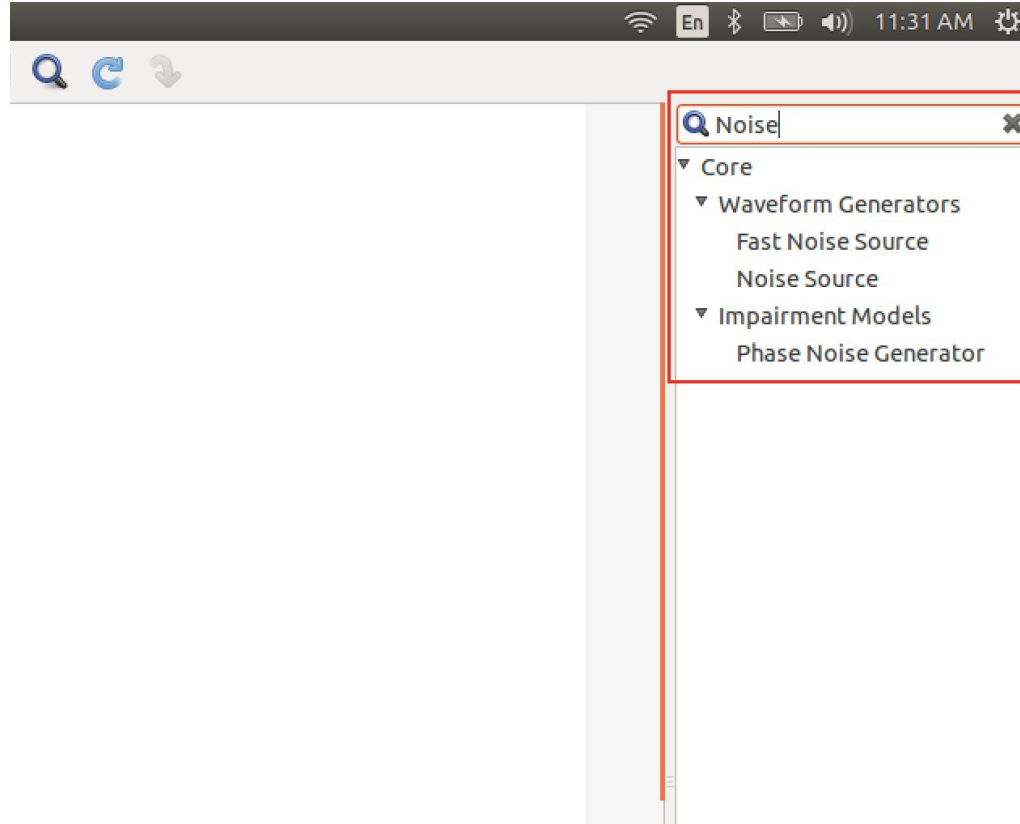 En 11:31 AM
Noise
Core
Waveform Generators
Fast Noise Source
Noise Source
Impairment Models
Phase Noise Generator